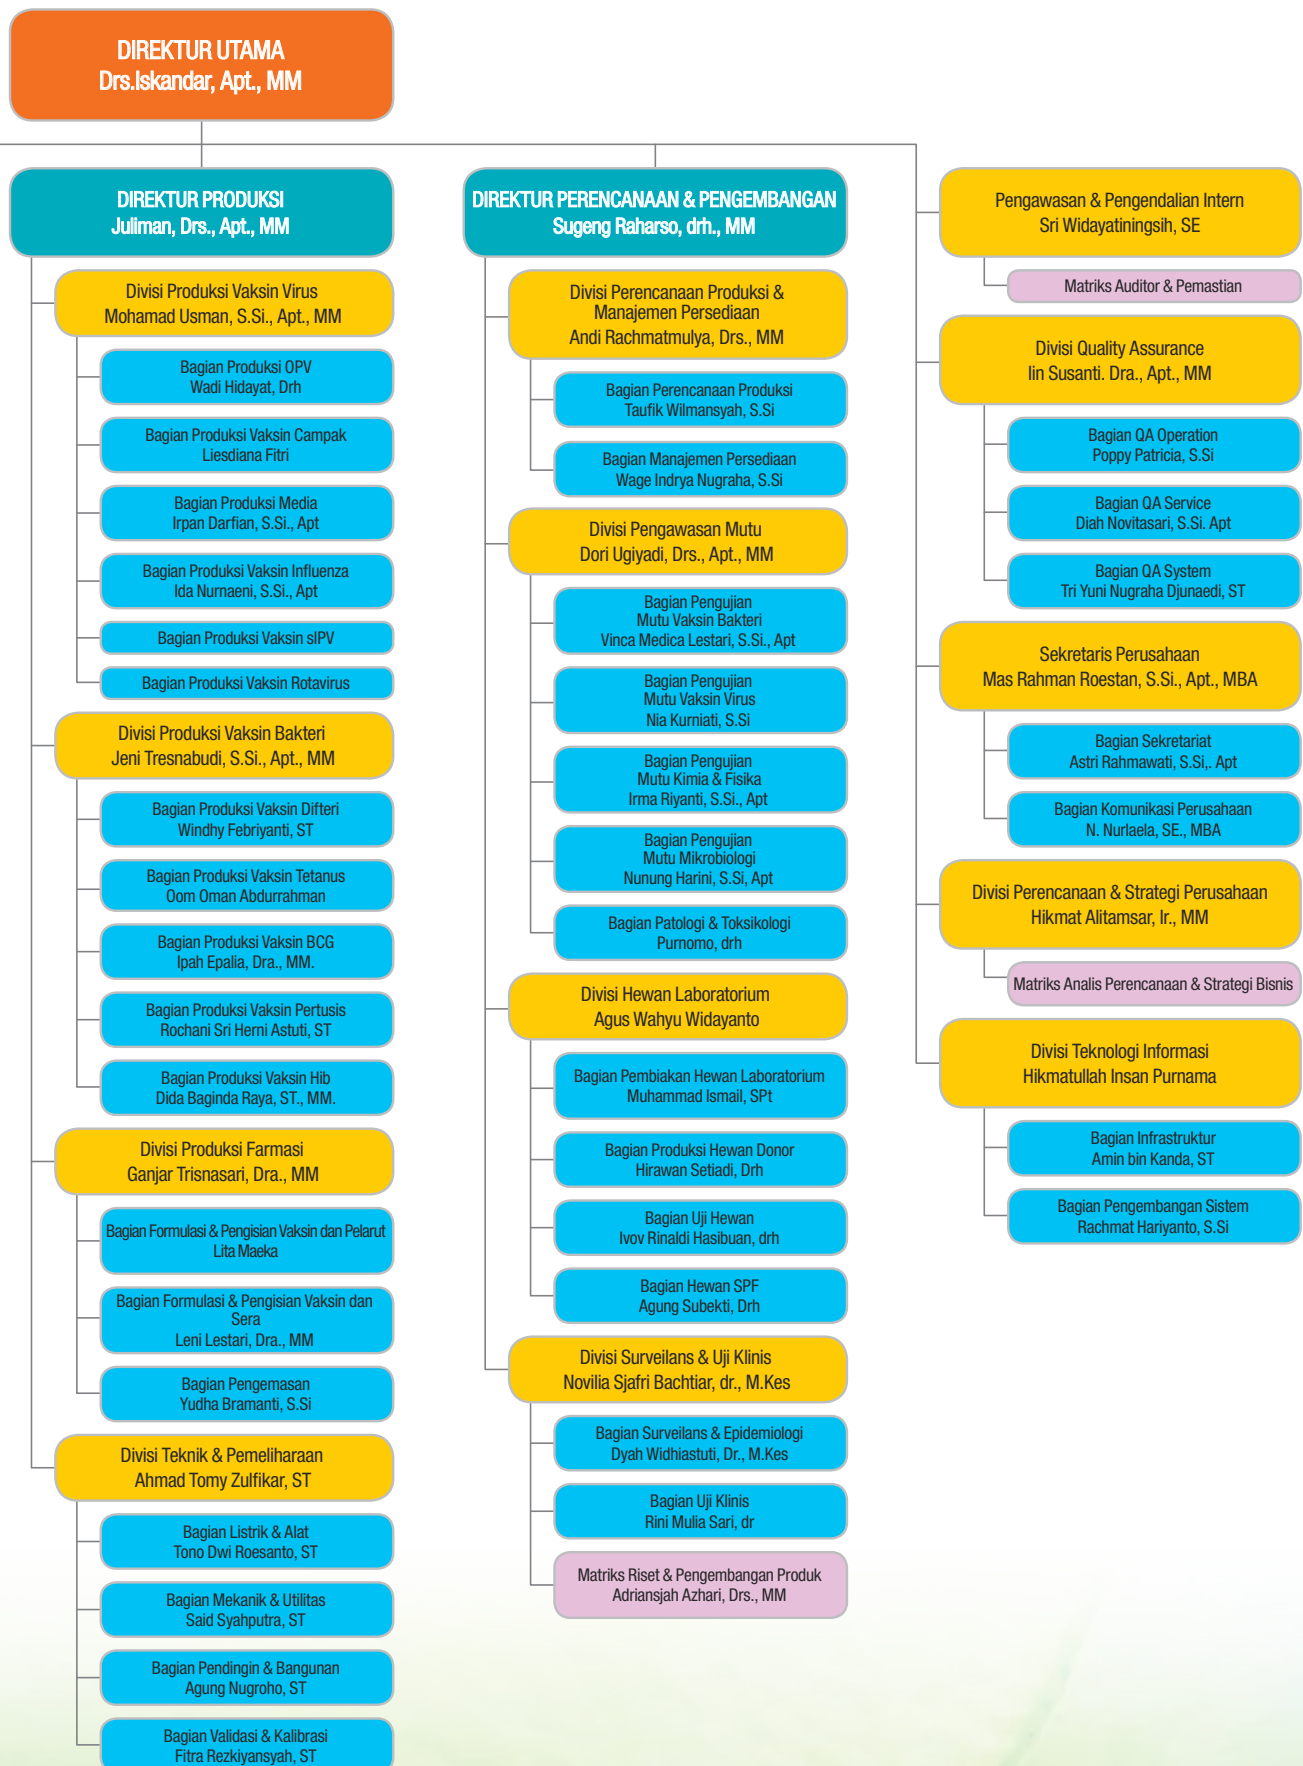 DIREKTUR UTAMA
Drs.Iskandar, Apt., MM
DIREKTUR PRODUKSI
Juliman, Drs., Apt., MM
Divisi Produksi Vaksin Virus
Mohamad Usman, S.Si., Apt., MM
Bagian Produksi OPV
Wadi Hidayat, Drh
Bagian Produksi Vaksin Campak
Liesdiana Fitri
Bagian Produksi Media
Irpan Darfian, S.Si., Apt
Bagian Produksi Vaksin Influenza
Ida Nurnaeni, S.Si., Apt
Bagian Produksi Vaksin sIPV
Bagian Produksi Vaksin Rotavirus
Divisi Produksi Vaksin Bakteri
Jeni Tresnabudi, S.Si., Apt., MM
Bagian Produksi Vaksin Difteri
Windhy Febriyanti, ST
Bagian Produksi Vaksin Tetanus
Oom Oman Abdurrahman
Bagian Produksi Vaksin BCG
Ipah Epalia, Dra., MM.
Bagian Produksi Vaksin Pertusis
Rochani Sri Herni Astuti, ST
Bagian Produksi Vaksin Hib
Dida Baginda Raya, ST., MM.
Divisi Produksi Farmasi
Ganjar Trisnasari, Dra., MM
Bagian Formulasi & Pengisian Vaksin dan Pelarut
Lita Maeka
Bagian Formulasi & Pengisian Vaksin dan
Sera
Leni Lestari, Dra., MM
Bagian Pengemasan
Yudha Bramanti, S.Si
Divisi Teknik & Pemeliharaan
Ahmad Tomy Zulfikar, ST
Bagian Listrik & Alat
Tono Dwi Roesanto, ST
Bagian Mekanik & Utilitas
Said Syahputra, ST
Bagian Pendingin & Bangunan
Agung Nugroho, ST
Bagian Validasi & Kalibrasi
Fitra Rezkiyansyah, ST
DIREKTUR PERENCANAAN & PENGEMBANGAN
Sugeng Raharso, drh., MM
Divisi Perencanaan Produksi &
Manajemen Persediaan
Andi Rachmatmulya, Drs., MM
Bagian Perencanaan Produksi
Taufik Wilmansyah, S.Si
Bagian Manajemen Persediaan
Wage Indrya Nugraha, S.Si
Divisi Pengawasan Mutu
Dori Ugiyadi, Drs., Apt., MM
Bagian Pengujian
Mutu Vaksin Bakteri
Vinca Medica Lestari, S.Si., Apt
Bagian Pengujian
Mutu Vaksin Virus
Nia Kurniati, S.Si
Bagian Pengujian
Mutu Kimia & Fisika
Irma Riyanti, S.Si., Apt
Bagian Pengujian
Mutu Mikrobiologi
Nunung Harini, S.Si, Apt
Bagian Patologi & Toksikologi
Purnomo, drh
Divisi Hewan Laboratorium
Agus Wahyu Widayanto
Bagian Pembiakan Hewan Laboratorium
Muhammad Ismail, SPt
Bagian Produksi Hewan Donor
Hirawan Setiadi, Drh
Bagian Uji Hewan
Ivov Rinaldi Hasibuan, drh
Bagian Hewan SPF
Agung Subekti, Drh
Divisi Surveilans & Uji Klinis
Novilia Sjafri Bachtiar, dr., M.Kes
Bagian Surveilans & Epidemiologi
Dyah Widhiastuti, Dr., M.Kes
Bagian Uji Klinis
Rini Mulia Sari, dr
Matriks Riset & Pengembangan Produk
Adriansjah Azhari, Drs., MM
Pengawasan & Pengendalian Intern
Sri Widayatiningsih, SE
Matriks Auditor & Pemastian
Divisi Quality Assurance
Iin Susanti. Dra., Apt., MM
Bagian QA Operation
Poppy Patricia, S.Si
Bagian QA Service
Diah Novitasari, S.Si. Apt
Bagian QA System
Tri Yuni Nugraha Djunaedi, ST
Sekretaris Perusahaan
Mas Rahman Roestan, S.Si., Apt., MBA
Bagian Sekretariat
Astri Rahmawati, S.Si,. Apt
Bagian Komunikasi Perusahaan
N. Nurlaela, SE., MBA
Divisi Perencanaan & Strategi Perusahaan
Hikmat Alitamsar, Ir., MM
Matriks Analis Perencanaan & Strategi Bisnis
Divisi Teknologi Informasi
Hikmatullah Insan Purnama
Bagian Infrastruktur
Amin bin Kanda, ST
Bagian Pengembangan Sistem
Rachmat Hariyanto, S.Si